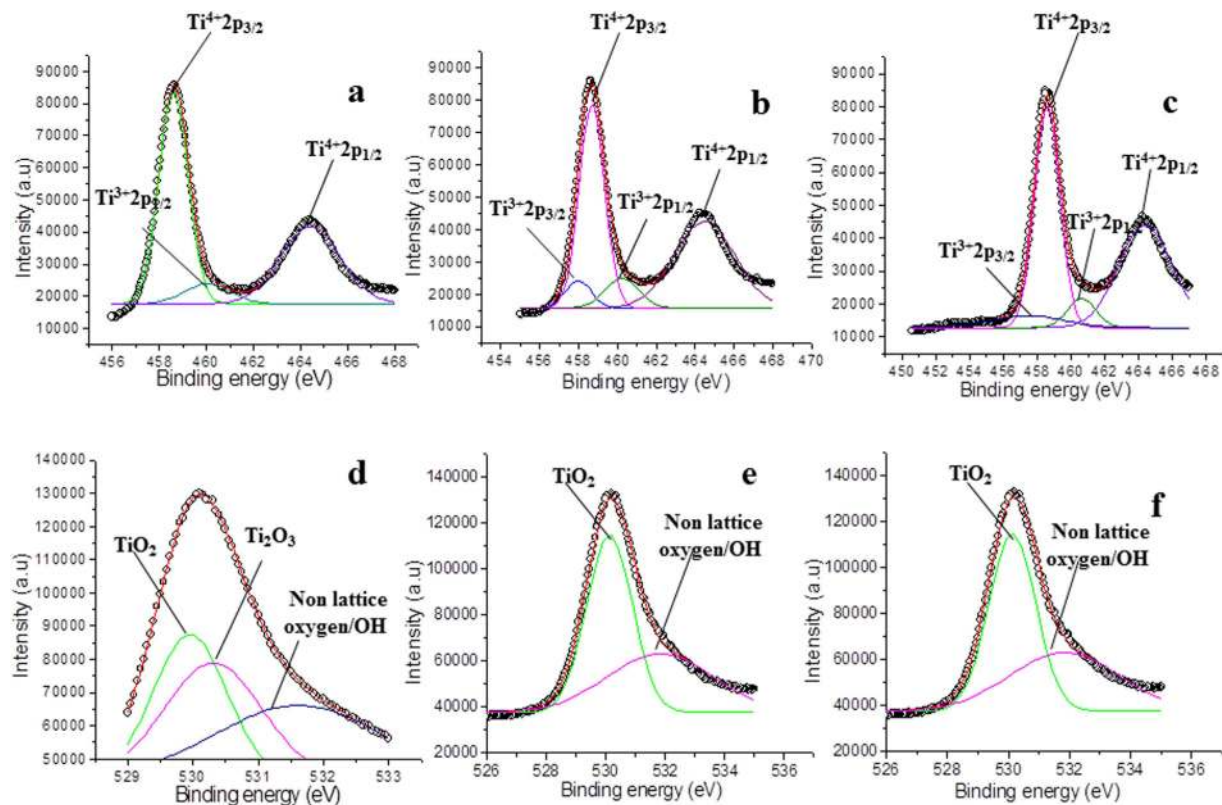 Ti⁴⁺2p₃/₂
a
Ti³⁺2p₁/₂
Ti⁴⁺2p₁/₂
90000
80000
70000
60000
50000
40000
30000
20000
10000
Intensity (a.u)
456 458 460 462 464 466 468
Binding energy (eV)
Ti⁴⁺2p₃/₂
b
Ti⁴⁺2p₁/₂
Ti³⁺2p₃/₂
Ti³⁺2p₁/₂
90000
80000
70000
60000
50000
40000
30000
20000
10000
Intensity (a.u)
454 456 458 460 462 464 466 468 470
Binding energy (eV)
Ti⁴⁺2p₃/₂
c
Ti⁴⁺2p₁/₂
Ti³⁺2p₁/₂
Ti³⁺2p₃/₂
90000
80000
70000
60000
50000
40000
30000
20000
10000
Intensity (a.u)
450 452 454 456 458 460 462 464 466 468
Binding energy (eV)
d
TiO₂
Ti₂O₃
Non lattice
oxygen/OH
140000
130000
120000
110000
100000
90000
80000
70000
60000
50000
Intensity (a.u)
529 530 531 532 533
Binding energy (eV)
e
TiO₂
Non lattice
oxygen/OH
140000
120000
100000
80000
60000
40000
20000
Intensity (a.u)
526 528 530 532 534 536
Binding energy (eV)
f
TiO₂
Non lattice
oxygen/OH
140000
120000
100000
80000
60000
40000
20000
Intensity (a.u)
526 528 530 532 534 536
Binding energy (eV)